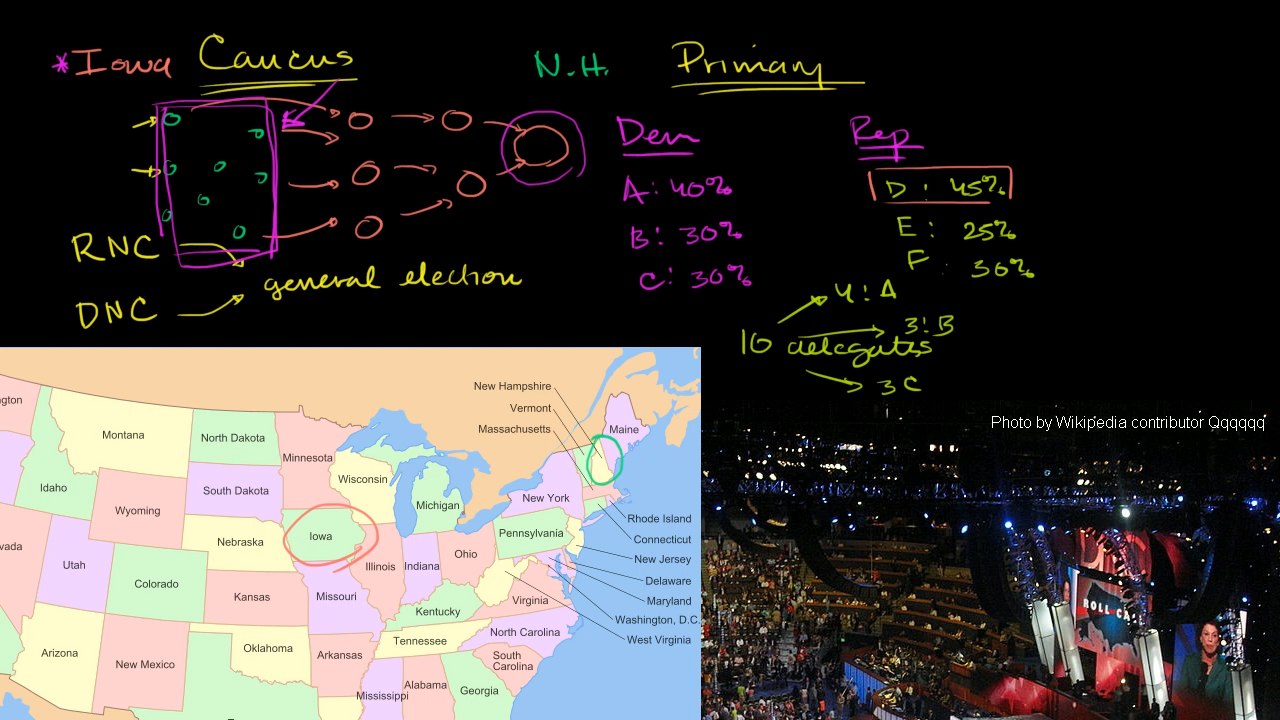 *Iowa Caucus
N.H. Primary
Dem
A: 40%
B: 30%
C: 30%
Rep
D: 45%
E: 25%
F: 30%
RNC
DNC
general election
10 delegates
4: A
3: B
3 C
Montana
North Dakota
Minnesota
Idaho
Wyoming
South Dakota
Wisconsin
Michigan
Nebraska
Iowa
New York
Maine
New Hampshire
Vermont
Massachusetts
Rhode Island
Connecticut
New Jersey
Delaware
Maryland
Washington, D.C.
West Virginia
Pennsylvania
vada
Utah
Colorado
Kansas
Missouri
Illinois
Indiana
Ohio
Kentucky
Virginia
Arizona
New Mexico
Oklahoma
Arkansas
Tennessee
North Carolina
South
Carolina
Mississippi
Alabama
Georgia
gton
Photo by Wikipedia contributor Qqqqqq
ROLL C